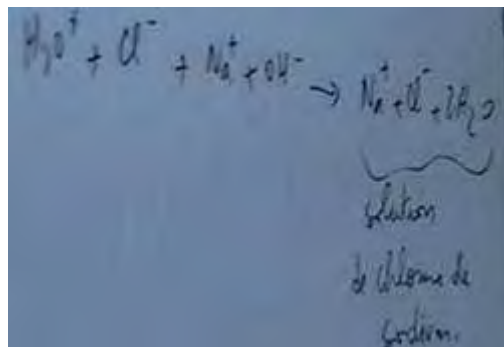 H₃O⁺ + Cl⁻ + Na⁺ + OH⁻ → Na⁺ + Cl⁻ + 2H₂O
solution
de chlorure de
sodium.